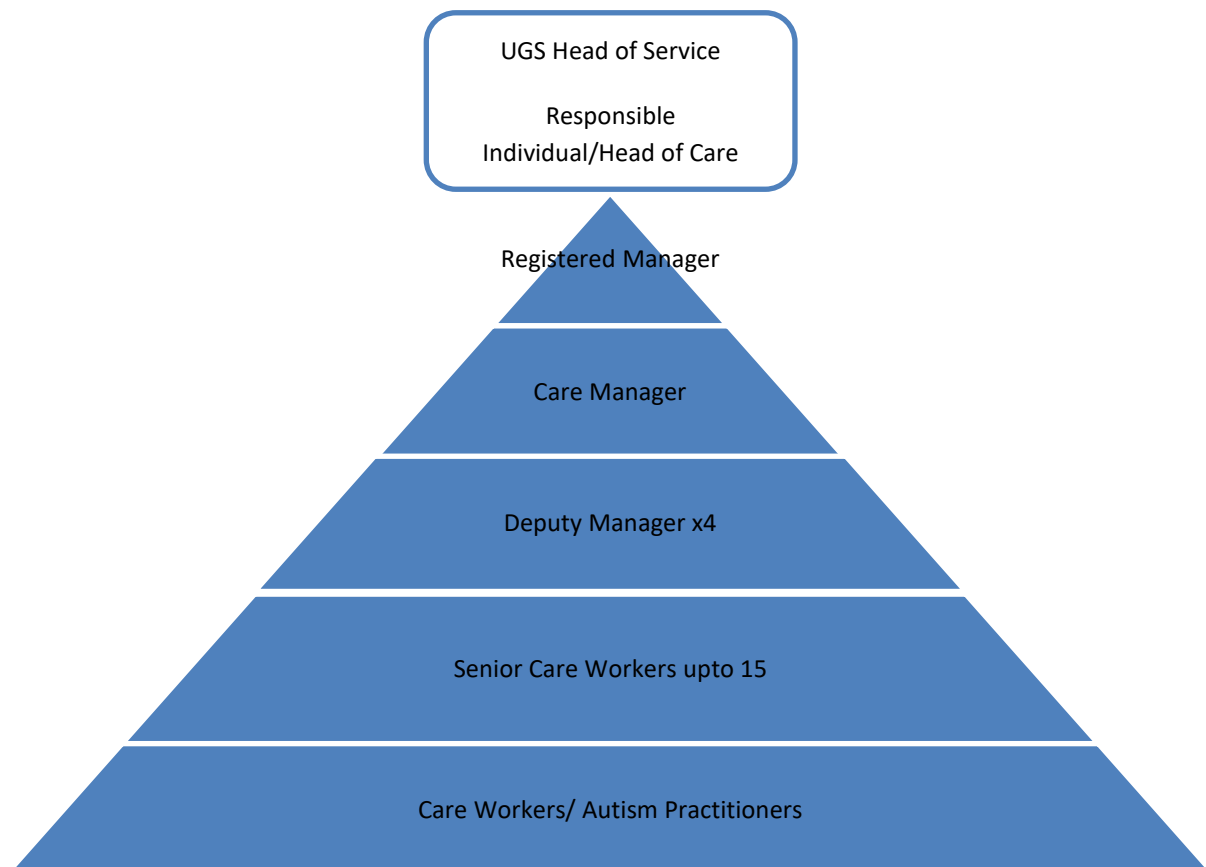 UGS Head of Service
Responsible
Individual/Head of Care
Registered Manager
Care Manager
Deputy Manager x4
Senior Care Workers upto 15
Care Workers/ Autism Practitioners